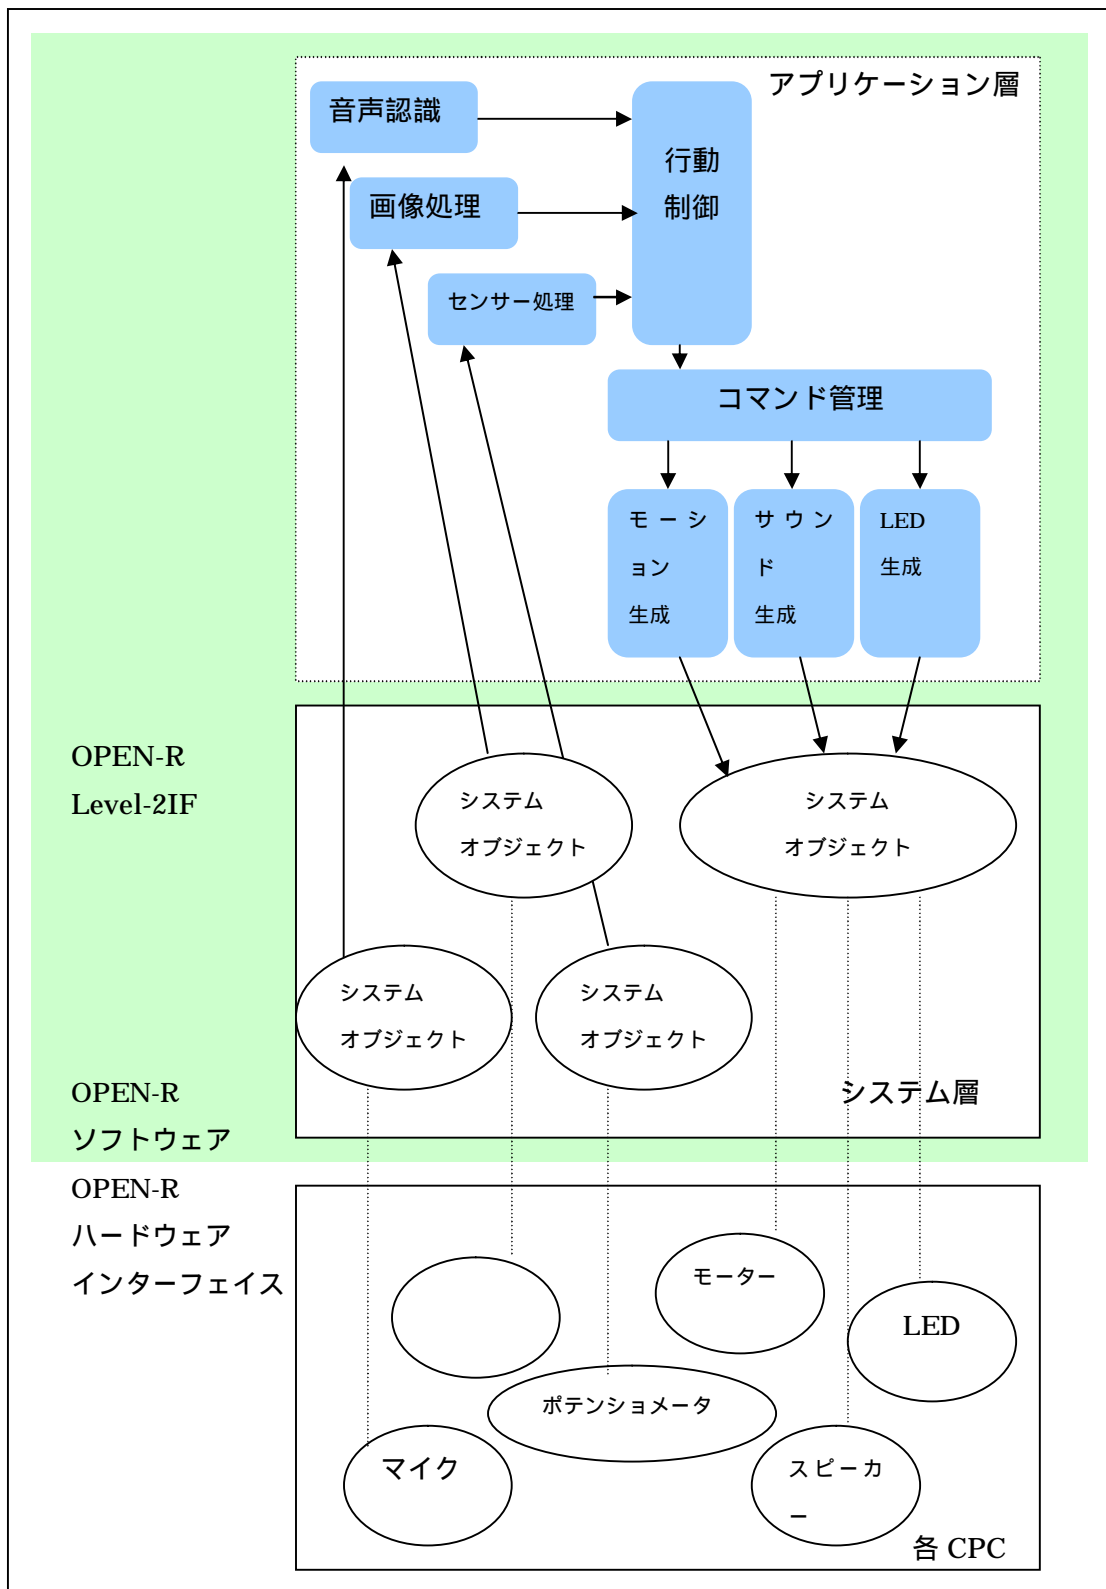 アプリケーション層
音声認識
行動
制御
画像処理
センサー処理
コマンド管理
モーシ
ョン
生成
サウン
ド
生成
LED
生成
OPEN-R
Level-2IF
システム
オブジェクト
システム
オブジェクト
システム
オブジェクト
システム
オブジェクト
システム層
OPEN-R
ソフトウェア
OPEN-R
ハードウェア
インターフェイス
モーター
LED
ポテンショメータ
マイク
スピーカ
ー
各 CPC